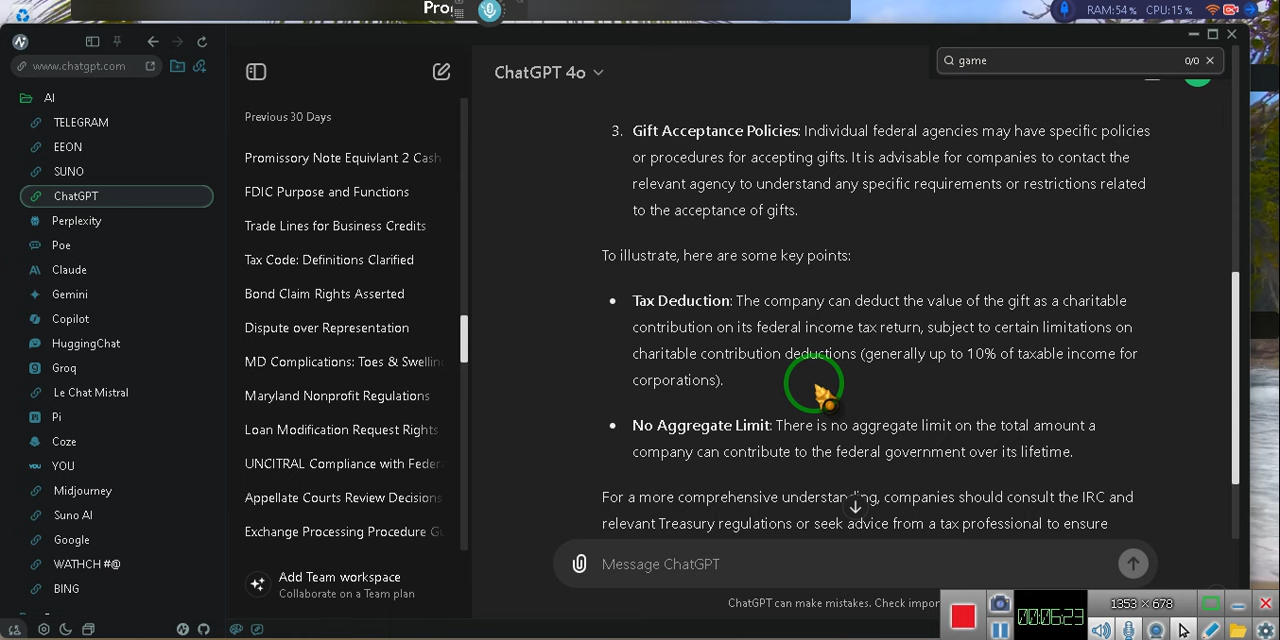 Pro
RAM:54% CPU:15%
www.chatgpt.com
AI
TELEGRAM
EEON
SUNO
ChatGPT
Perplexity
Poe
Claude
Gemini
Copilot
HuggingChat
Groq
Le Chat Mistral
Pi
Coze
YOU
Midjourney
Suno AI
Google
WATHCH #@
BING
Previous 30 Days
Promissory Note Equivlant 2 Cash
FDIC Purpose and Functions
Trade Lines for Business Credits
Tax Code: Definitions Clarified
Bond Claim Rights Asserted
Dispute over Representation
MD Complications: Toes & Swellin
Maryland Nonprofit Regulations
Loan Modification Request Rights
UNCITRAL Compliance with Feder
Appellate Courts Review Decisions
Exchange Processing Procedure Gu
Add Team workspace
Collaborate on a Team plan
ChatGPT 4o
game
0/0
3. Gift Acceptance Policies: Individual federal agencies may have specific policies
or procedures for accepting gifts. It is advisable for companies to contact the
relevant agency to understand any specific requirements or restrictions related
to the acceptance of gifts.
To illustrate, here are some key points:
• Tax Deduction: The company can deduct the value of the gift as a charitable
contribution on its federal income tax return, subject to certain limitations on
charitable contribution deductions (generally up to 10% of taxable income for
corporations).
• No Aggregate Limit: There is no aggregate limit on the total amount a
company can contribute to the federal government over its lifetime.
For a more comprehensive understanding, companies should consult the IRC and
relevant Treasury regulations or seek advice from a tax professional to ensure
Message ChatGPT
ChatGPT can make mistakes. Check impor
00:06:23
1353 × 678